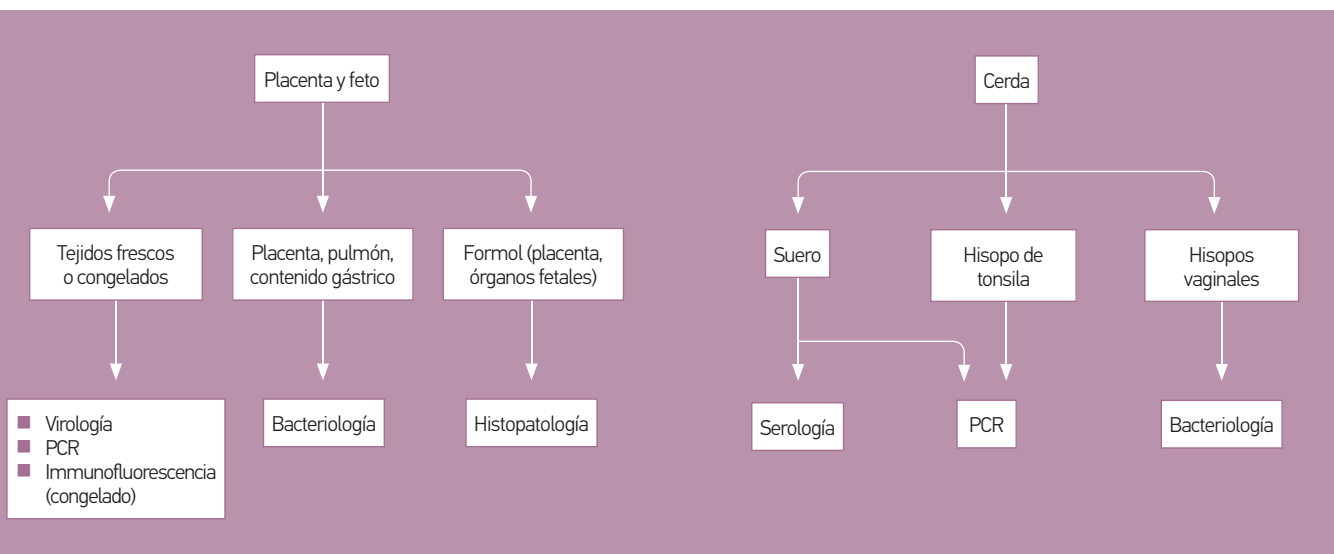 Placenta y feto
Tejidos frescos
o congelados
Placenta, pulmón,
contenido gástrico
Formol (placenta,
órganos fetales)
Virología
PCR
Immunofluorescencia
(congelado)
Bacteriología
Histopatología
Cerda
Suero
Hisopo de
tonsila
Hisopos
vaginales
Serología
PCR
Bacteriología